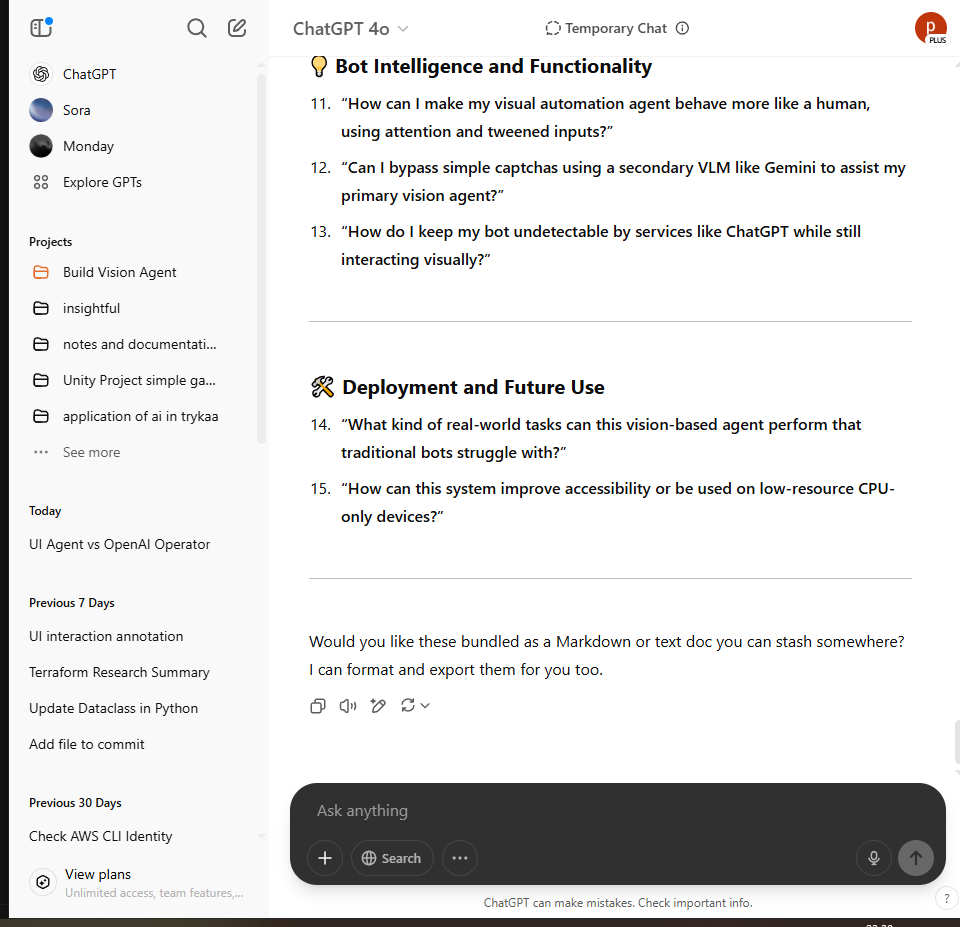 ChatGPT 4o
Temporary Chat
P
PLUS
ChatGPT
Sora
Monday
Explore GPTs
Projects
Build Vision Agent
insightful
notes and documentati...
Unity Project simple ga...
application of ai in trykaa
See more
Today
UI Agent vs OpenAI Operator
Previous 7 Days
UI interaction annotation
Terraform Research Summary
Update Dataclass in Python
Add file to commit
Previous 30 Days
Check AWS CLI Identity
View plans
Unlimited access, team features,...
💡 Bot Intelligence and Functionality
11. “How can I make my visual automation agent behave more like a human,
using attention and tweened inputs?”
12. “Can I bypass simple captchas using a secondary VLM like Gemini to assist my
primary vision agent?”
13. “How do I keep my bot undetectable by services like ChatGPT while still
interacting visually?”
🛠 Deployment and Future Use
14. “What kind of real-world tasks can this vision-based agent perform that
traditional bots struggle with?”
15. “How can this system improve accessibility or be used on low-resource CPU-
only devices?”
Would you like these bundled as a Markdown or text doc you can stash somewhere?
I can format and export them for you too.
Ask anything
Search
ChatGPT can make mistakes. Check important info.
?